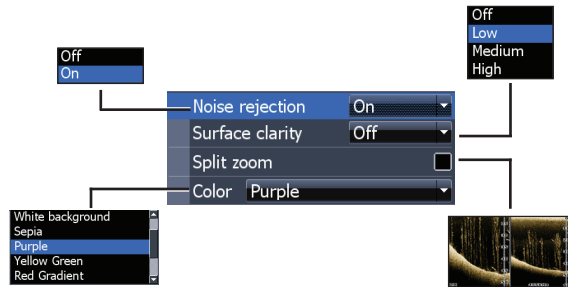 Off
On
Off
Low
Medium
High
Noise rejection On
Surface clarity Off
Split zoom
Color Purple
White background
Sepia
Purple
Yellow Green
Red Gradient